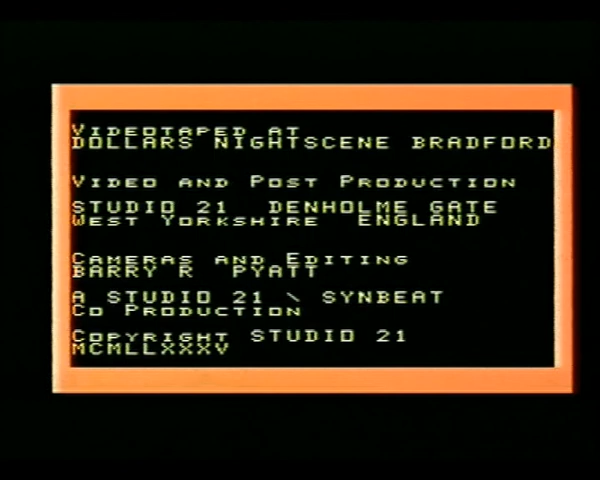 VIDEOTAPED AT
DOLLARS NIGHTSCENE BRADFORD
VIDEO AND POST PRODUCTION
STUDIO 21 DENHOLME GATE
WEST YORKSHIRE ENGLAND
CAMERAS AND EDITING
BARRY R PYATT
A STUDIO 21 \ SYNBEAT
CO PRODUCTION
COPYRIGHT STUDIO 21
MCMLLXXXV